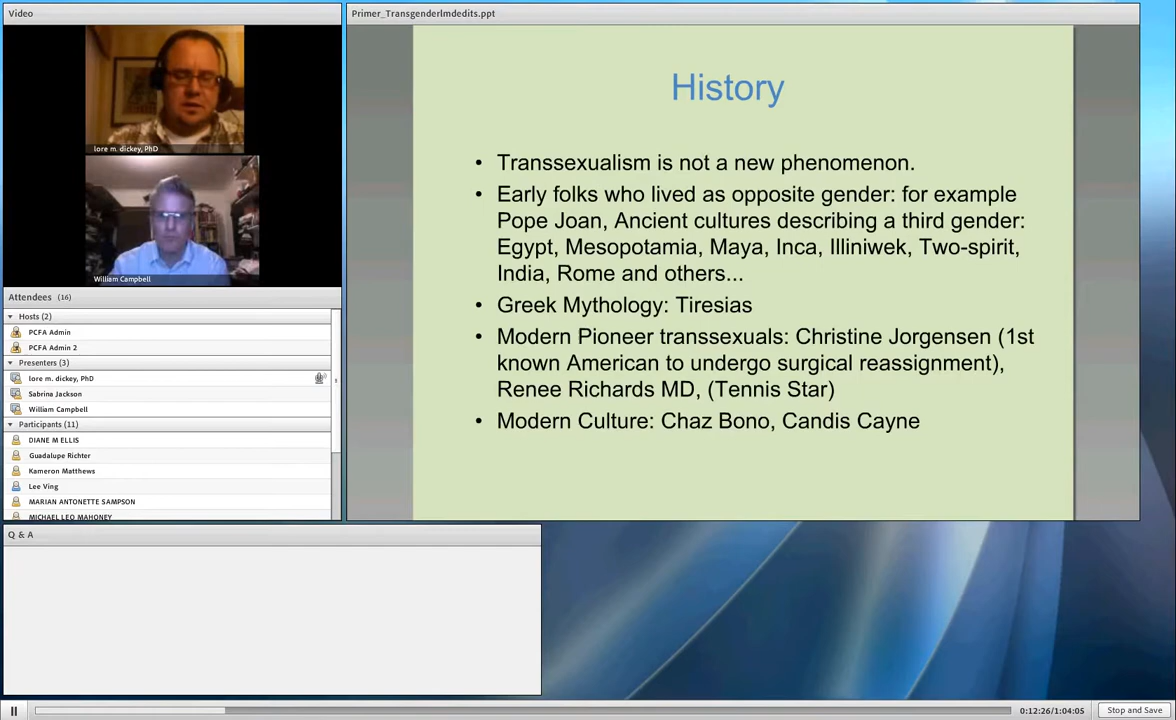 Video
lore m. dickey, PhD
William Campbell
Attendees (16)
Hosts (2)
PCFA Admin
PCFA Admin 2
Presenters (3)
lore m. dickey, PhD
Sabrina Jackson
William Campbell
Participants (11)
DIANE M ELLIS
Guadalupe Richter
Kameron Matthews
Lee Ving
MARIAN ANTONETTE SAMPSON
MICHAEL LEO MAHONEY
Primer_Transgenderlmdedits.ppt
History
• Transsexualism is not a new phenomenon.
• Early folks who lived as opposite gender: for example
Pope Joan, Ancient cultures describing a third gender:
Egypt, Mesopotamia, Maya, Inca, Illiniwek, Two-spirit,
India, Rome and others...
• Greek Mythology: Tiresias
• Modern Pioneer transsexuals: Christine Jorgensen (1st
known American to undergo surgical reassignment),
Renee Richards MD, (Tennis Star)
• Modern Culture: Chaz Bono, Candis Cayne
Q & A
0:12:26/1:04:05
Stop and Save